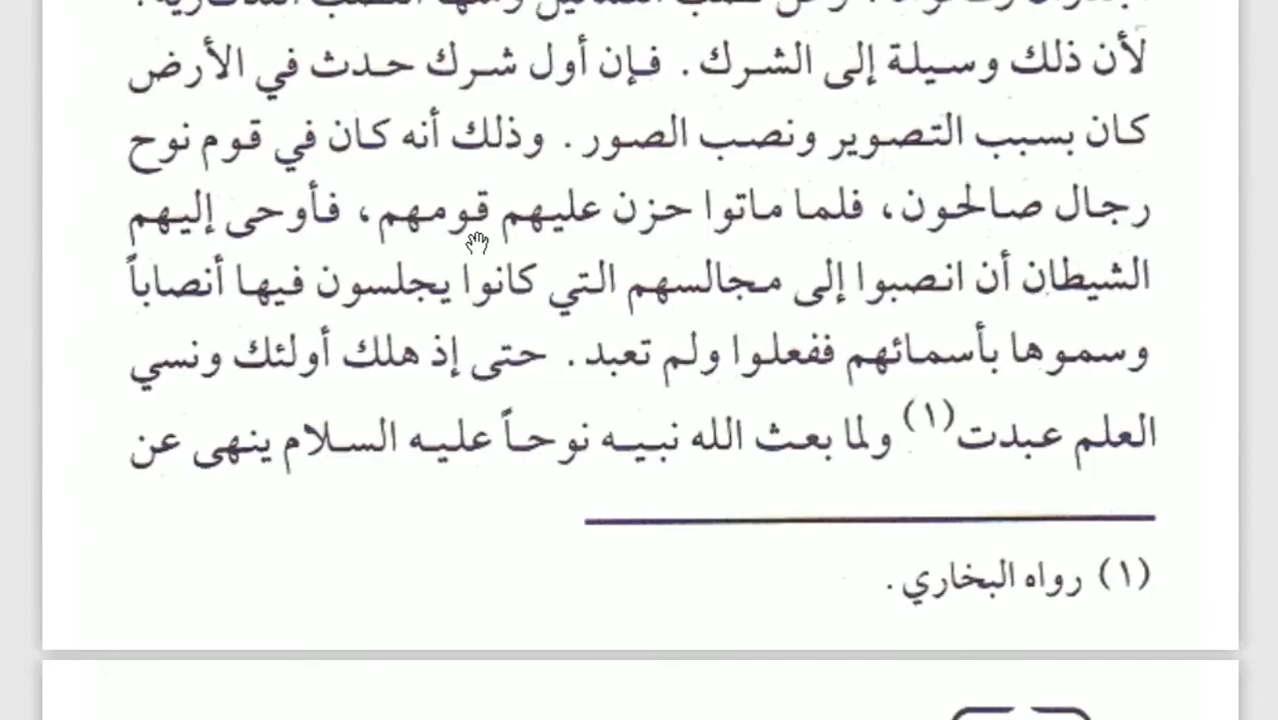 لأن ذلك وسيلة إلى الشرك . فإن أول شرك حدث في الأرض
كان بسبب التصوير ونصب الصور . وذلك أنه كان في قوم نوح
رجال صالحون، فلما ماتوا حزن عليهم قومهم، فأوحى إليهم
الشيطان أن انصبوا إلى مجالسهم التي كانوا يجلسون فيها أنصاباً
وسموها بأسمائهم ففعلوا ولم تعبد . حتى إذ هلك أولئك ونسي
العلم عبدت(١) ولما بعث الله نبيه نوحاً عليه السلام ينهى عن
(١) رواه البخاري .